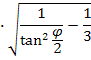 · √(1/(tan² φ/2) − 1/3)